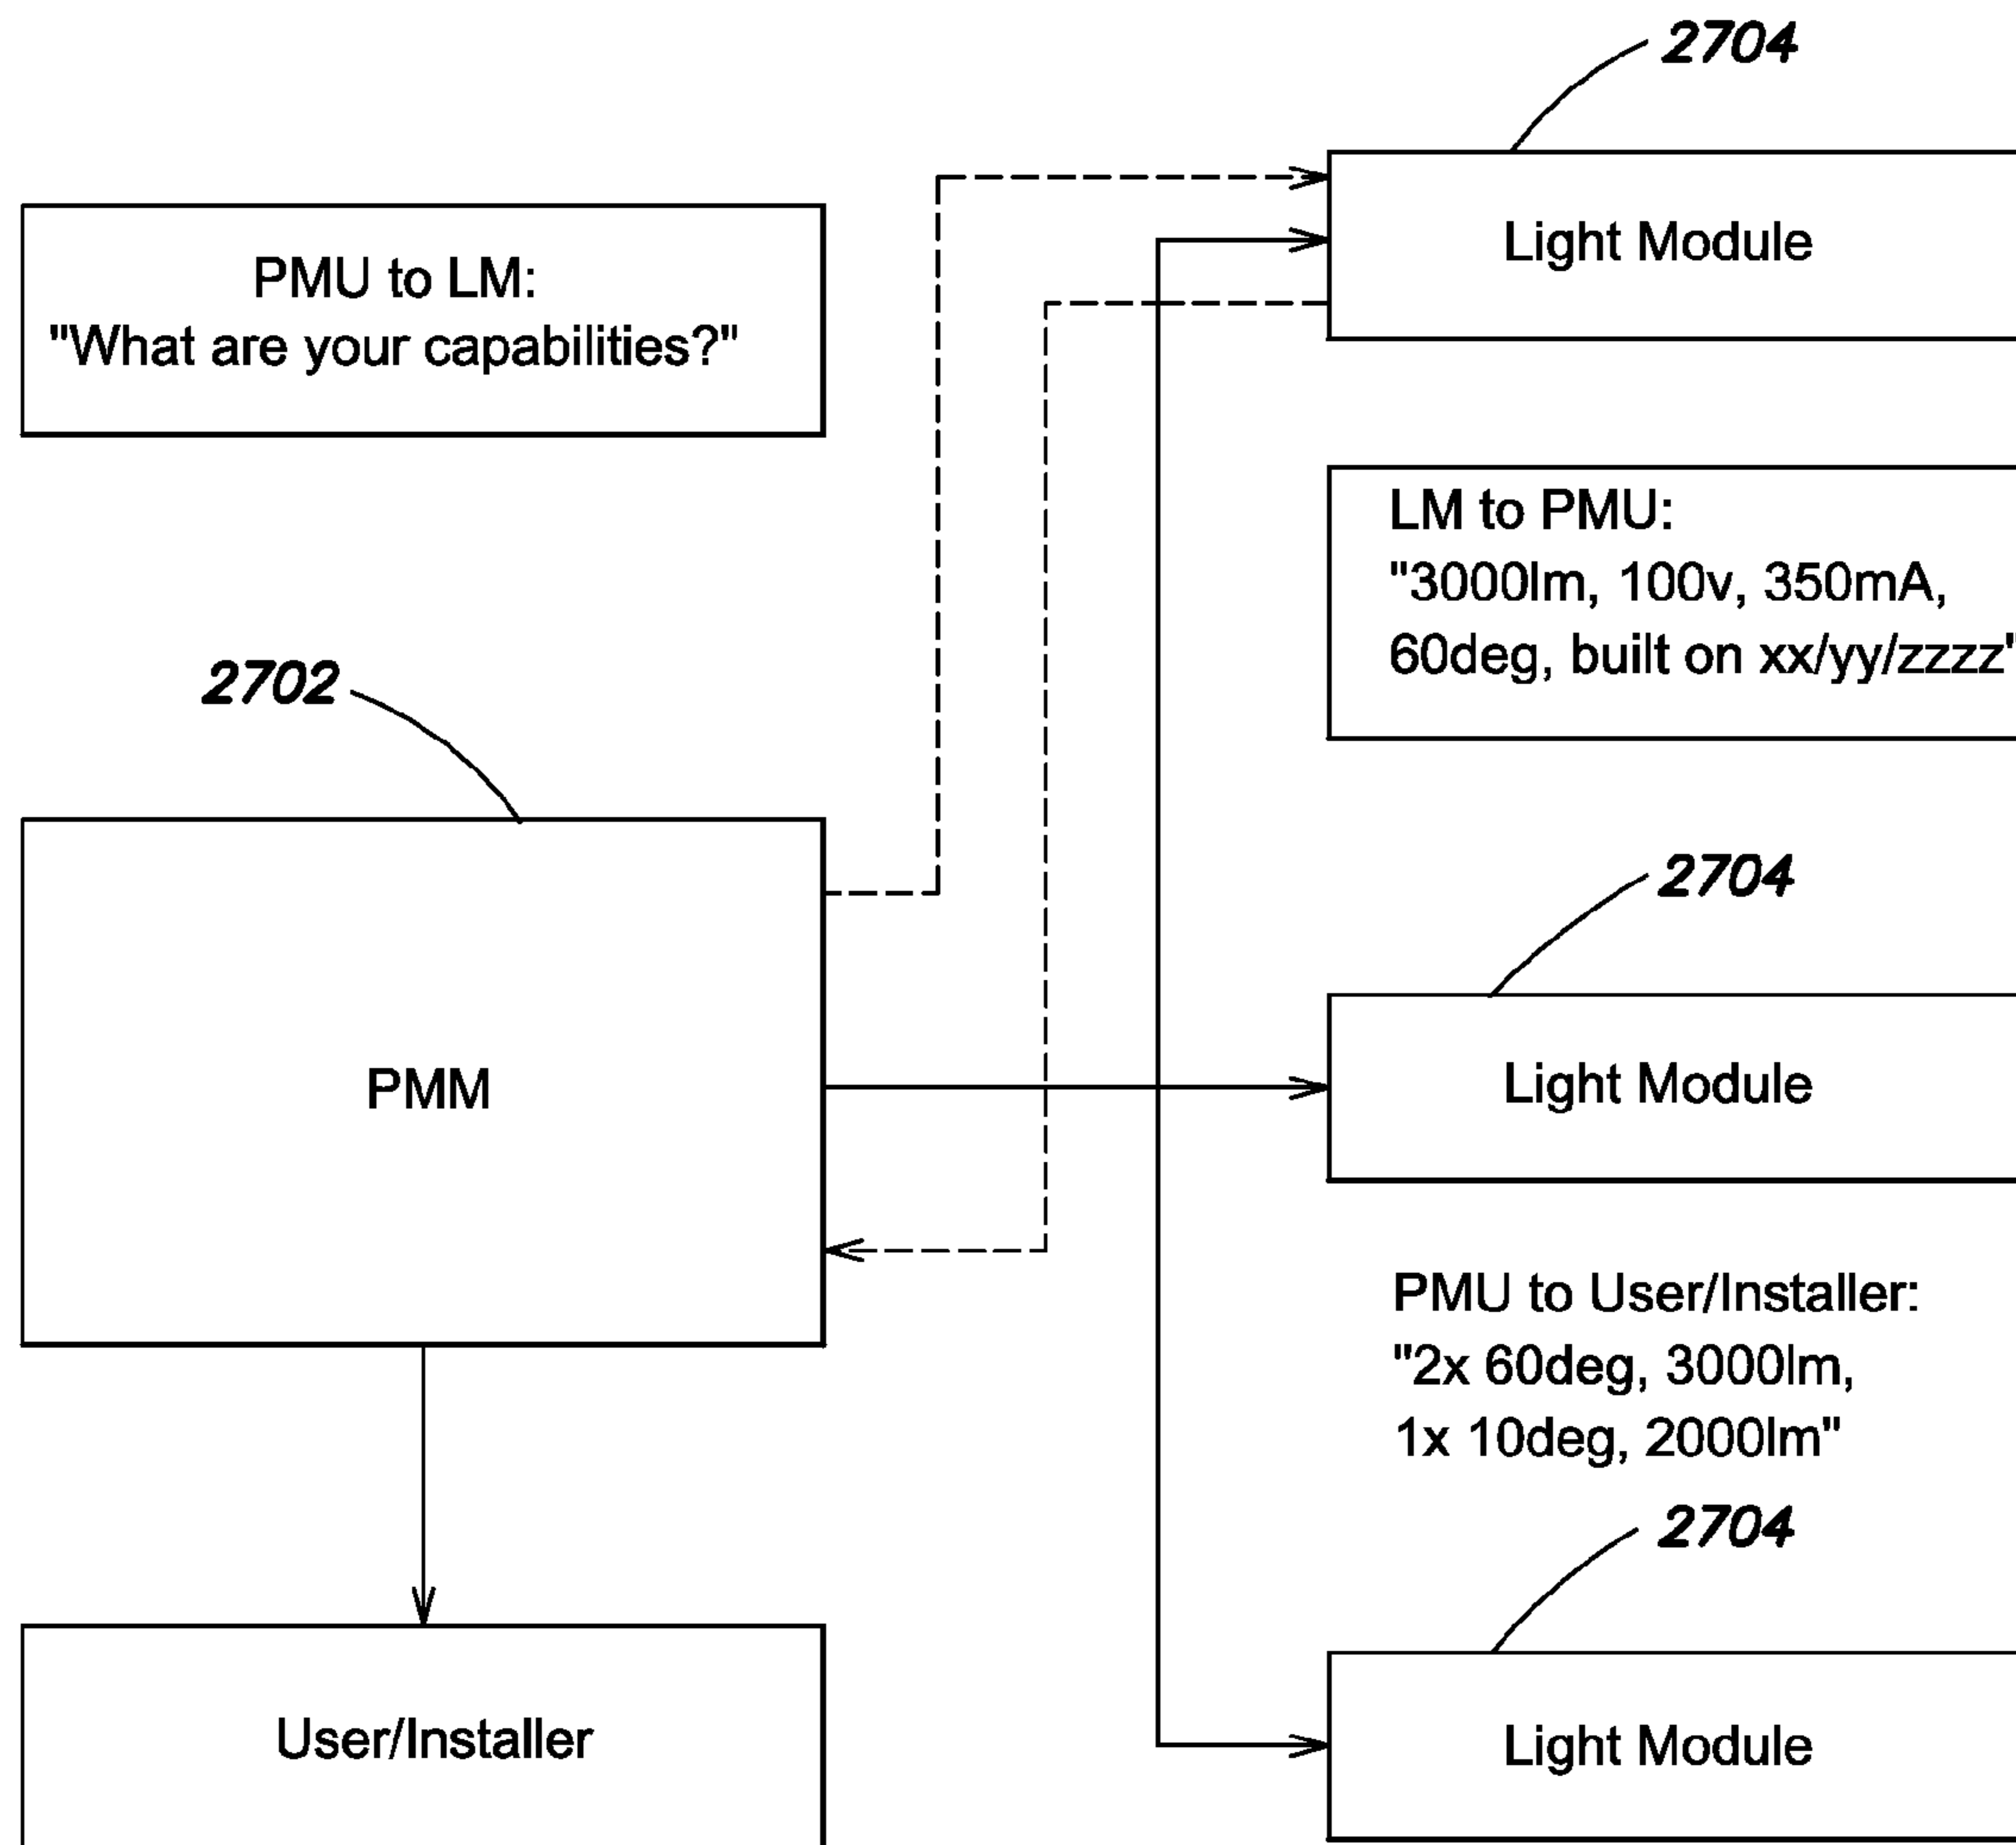 2704
Light Module
PMU to LM:
"What are your capabilities?"
LM to PMU:
"3000lm, 100v, 350mA,
60deg, built on xx/yy/zzzz"
2702
PMM
2704
Light Module
PMU to User/Installer:
"2x 60deg, 3000lm,
1x 10deg, 2000lm"
2704
User/Installer
Light Module